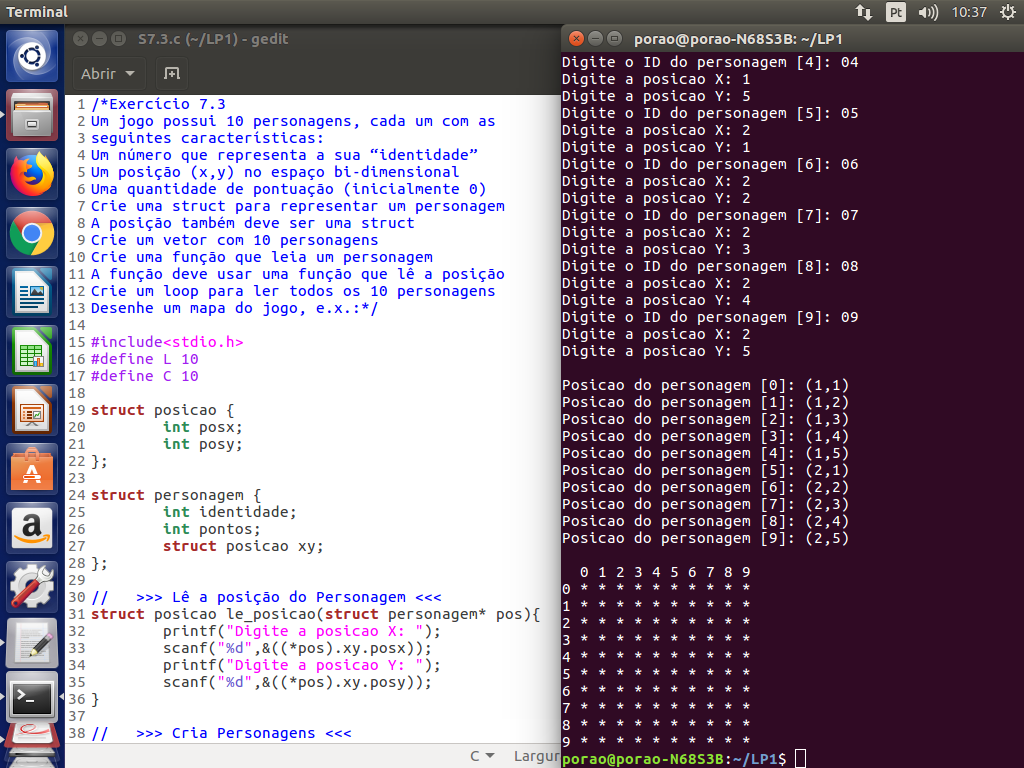 Terminal
Pt
10:37
S7.3.c (~/LP1) - gedit
Abrir
1 /*Exercício 7.3
2 Um jogo possui 10 personagens, cada um com as
3 seguintes características:
4 Um número que representa a sua “identidade”
5 Um posição (x,y) no espaço bi-dimensional
6 Uma quantidade de pontuação (inicialmente 0)
7 Crie uma struct para representar um personagem
8 A posição também deve ser uma struct
9 Crie um vetor com 10 personagens
10 Crie uma função que leia um personagem
11 A função deve usar uma função que lê a posição
12 Crie um loop para ler todos os 10 personagens
13 Desenhe um mapa do jogo, e.x.:*/
14
15 #include<stdio.h>
16 #define L 10
17 #define C 10
18
19 struct posicao {
20         int posx;
21         int posy;
22 };
23
24 struct personagem {
25         int identidade;
26         int pontos;
27         struct posicao xy;
28 };
29
30 //   >>> Lê a posição do Personagem <<<
31 struct posicao le_posicao(struct personagem* pos){
32         printf("Digite a posicao X: ");
33         scanf("%d",&((*pos).xy.posx));
34         printf("Digite a posicao Y: ");
35         scanf("%d",&((*pos).xy.posy));
36 }
37
38 //   >>> Cria Personagens <<<
C
Largur
porao@porao-N68S3B: ~/LP1
Digite o ID do personagem [4]: 04
Digite a posicao X: 1
Digite a posicao Y: 5
Digite o ID do personagem [5]: 05
Digite a posicao X: 2
Digite a posicao Y: 1
Digite o ID do personagem [6]: 06
Digite a posicao X: 2
Digite a posicao Y: 2
Digite o ID do personagem [7]: 07
Digite a posicao X: 2
Digite a posicao Y: 3
Digite o ID do personagem [8]: 08
Digite a posicao X: 2
Digite a posicao Y: 4
Digite o ID do personagem [9]: 09
Digite a posicao X: 2
Digite a posicao Y: 5
Posicao do personagem [0]: (1,1)
Posicao do personagem [1]: (1,2)
Posicao do personagem [2]: (1,3)
Posicao do personagem [3]: (1,4)
Posicao do personagem [4]: (1,5)
Posicao do personagem [5]: (2,1)
Posicao do personagem [6]: (2,2)
Posicao do personagem [7]: (2,3)
Posicao do personagem [8]: (2,4)
Posicao do personagem [9]: (2,5)
  0 1 2 3 4 5 6 7 8 9
0 * * * * * * * * * *
1 * * * * * * * * * *
2 * * * * * * * * * *
3 * * * * * * * * * *
4 * * * * * * * * * *
5 * * * * * * * * * *
6 * * * * * * * * * *
7 * * * * * * * * * *
8 * * * * * * * * * *
9 * * * * * * * * * *
porao@porao-N68S3B:~/LP1$